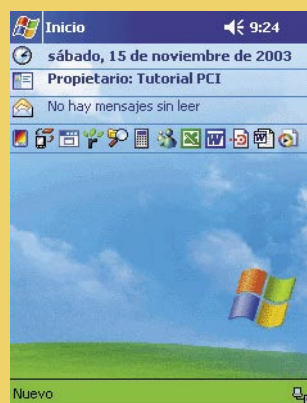 Inicio 9:24
sábado, 15 de noviembre de 2003
Propietario: Tutorial PCI
No hay mensajes sin leer
Nuevo